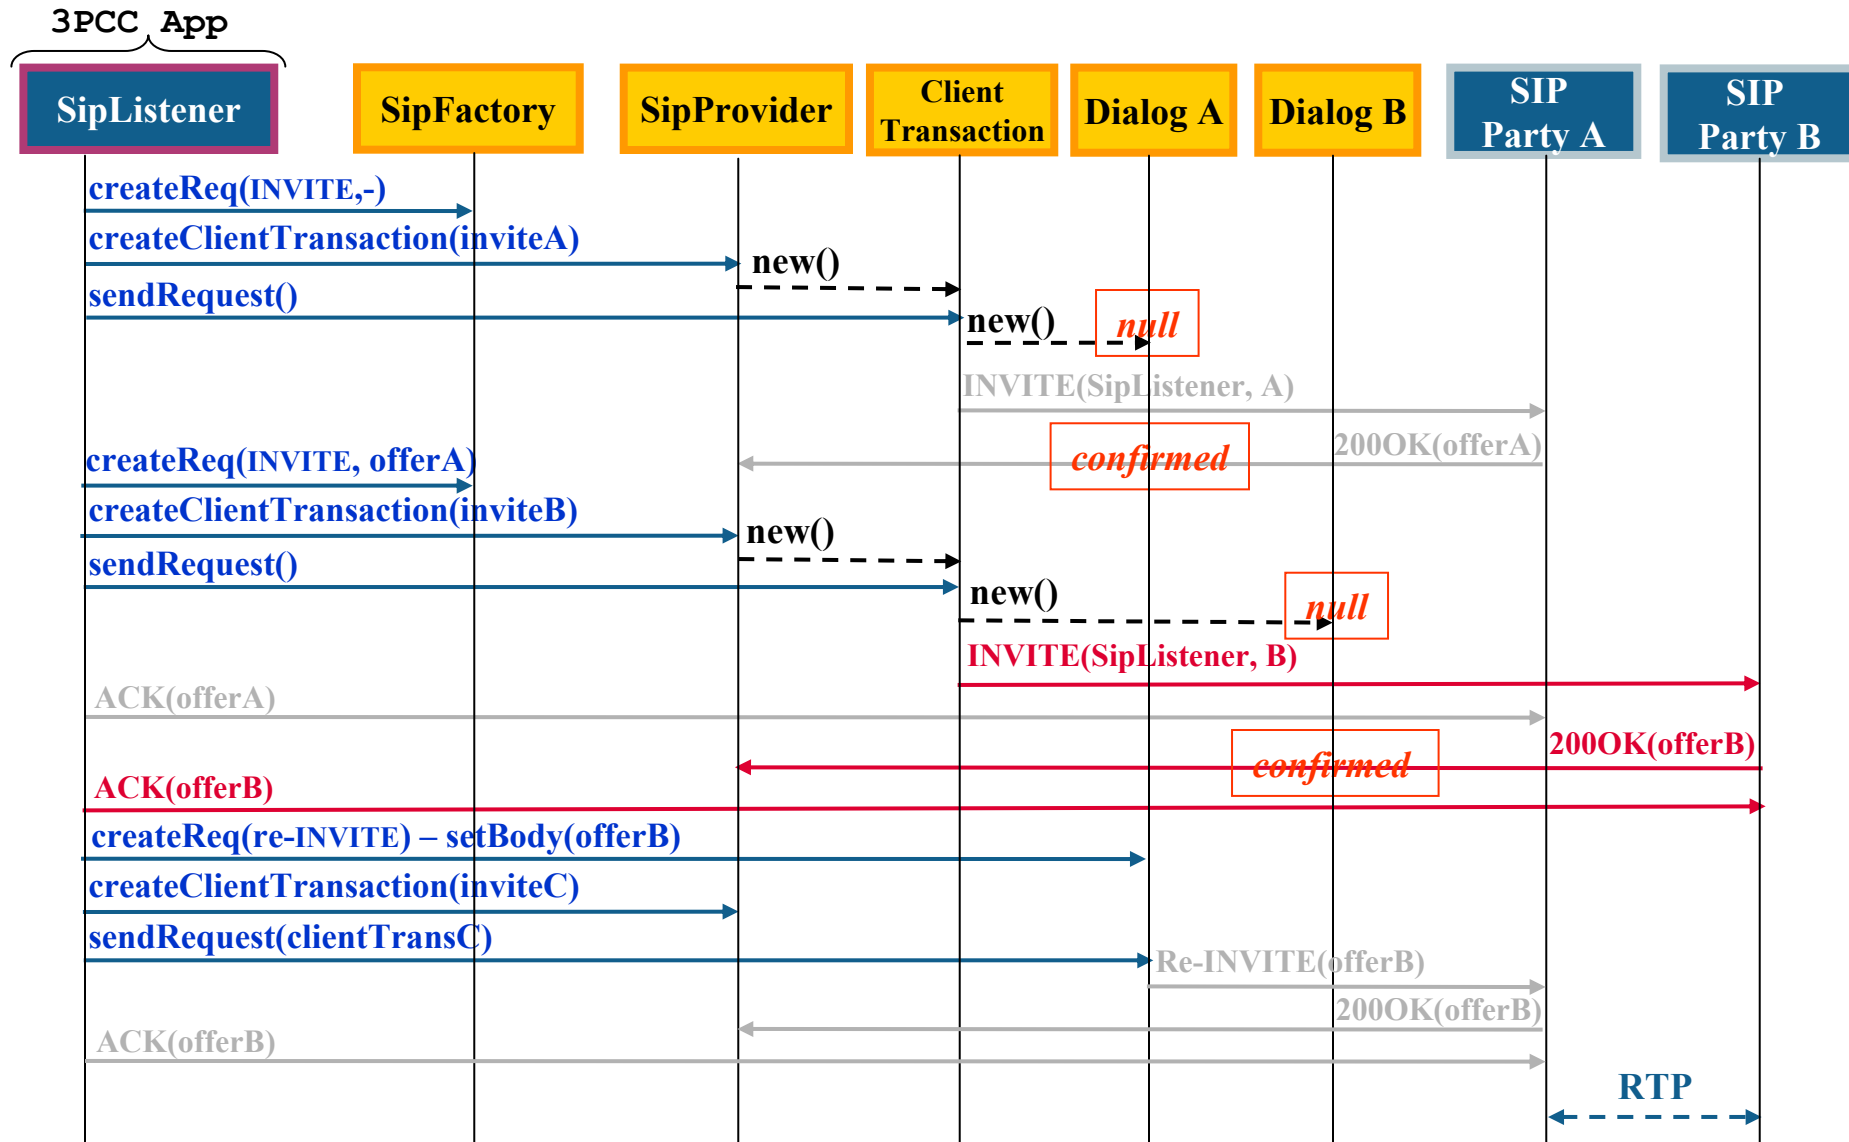 3PCC App
SipListener
SipFactory
SipProvider
Client
Transaction
Dialog A
Dialog B
SIP
Party A
SIP
Party B
createReq(INVITE,-)
createClientTransaction(inviteA)
new()
sendRequest()
new()
null
INVITE(SipListener, A)
200OK(offerA)
confirmed
createReq(INVITE, offerA)
createClientTransaction(inviteB)
new()
sendRequest()
new()
null
INVITE(SipListener, B)
ACK(offerA)
200OK(offerB)
confirmed
ACK(offerB)
createReq(re-INVITE) – setBody(offerB)
createClientTransaction(inviteC)
sendRequest(clientTransC)
Re-INVITE(offerB)
200OK(offerB)
ACK(offerB)
RTP